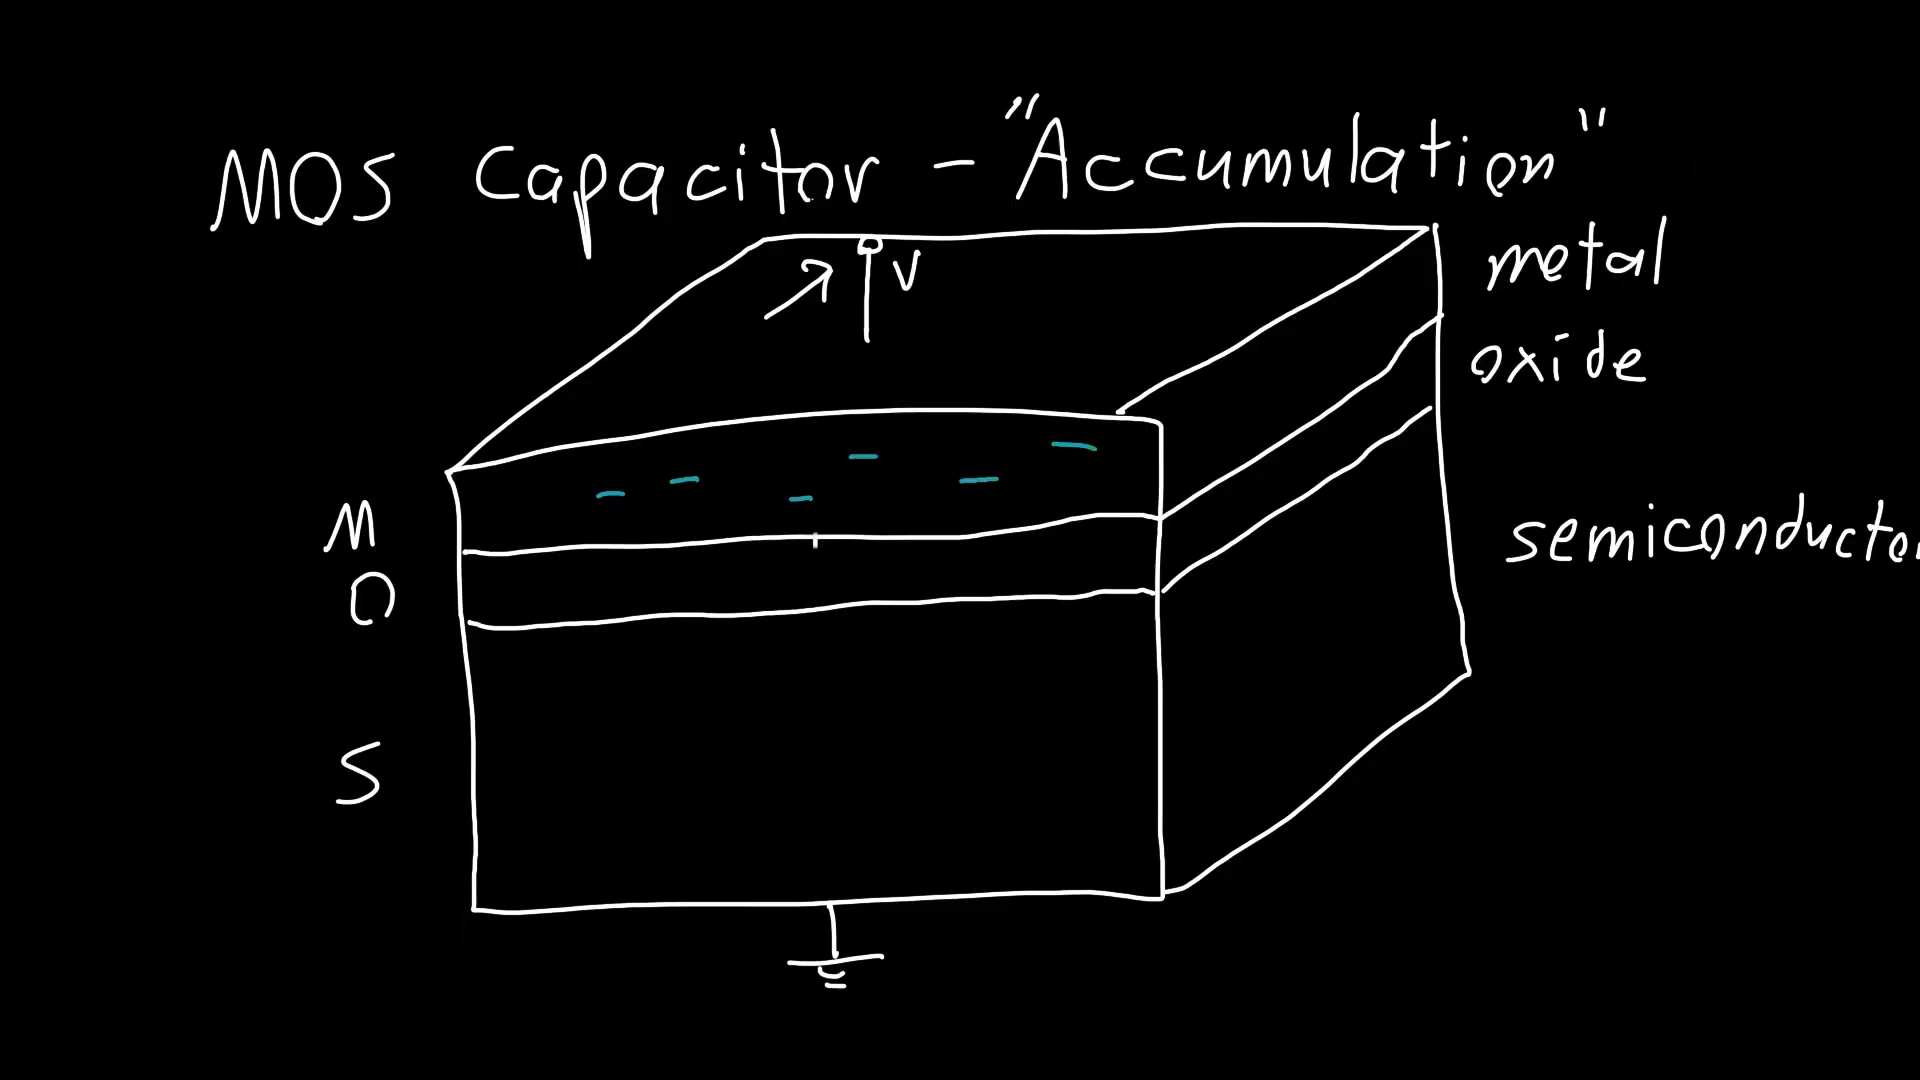 MOS Capacitor - "Accumulation"
metal
V
oxide
M
semiconductor
O
S